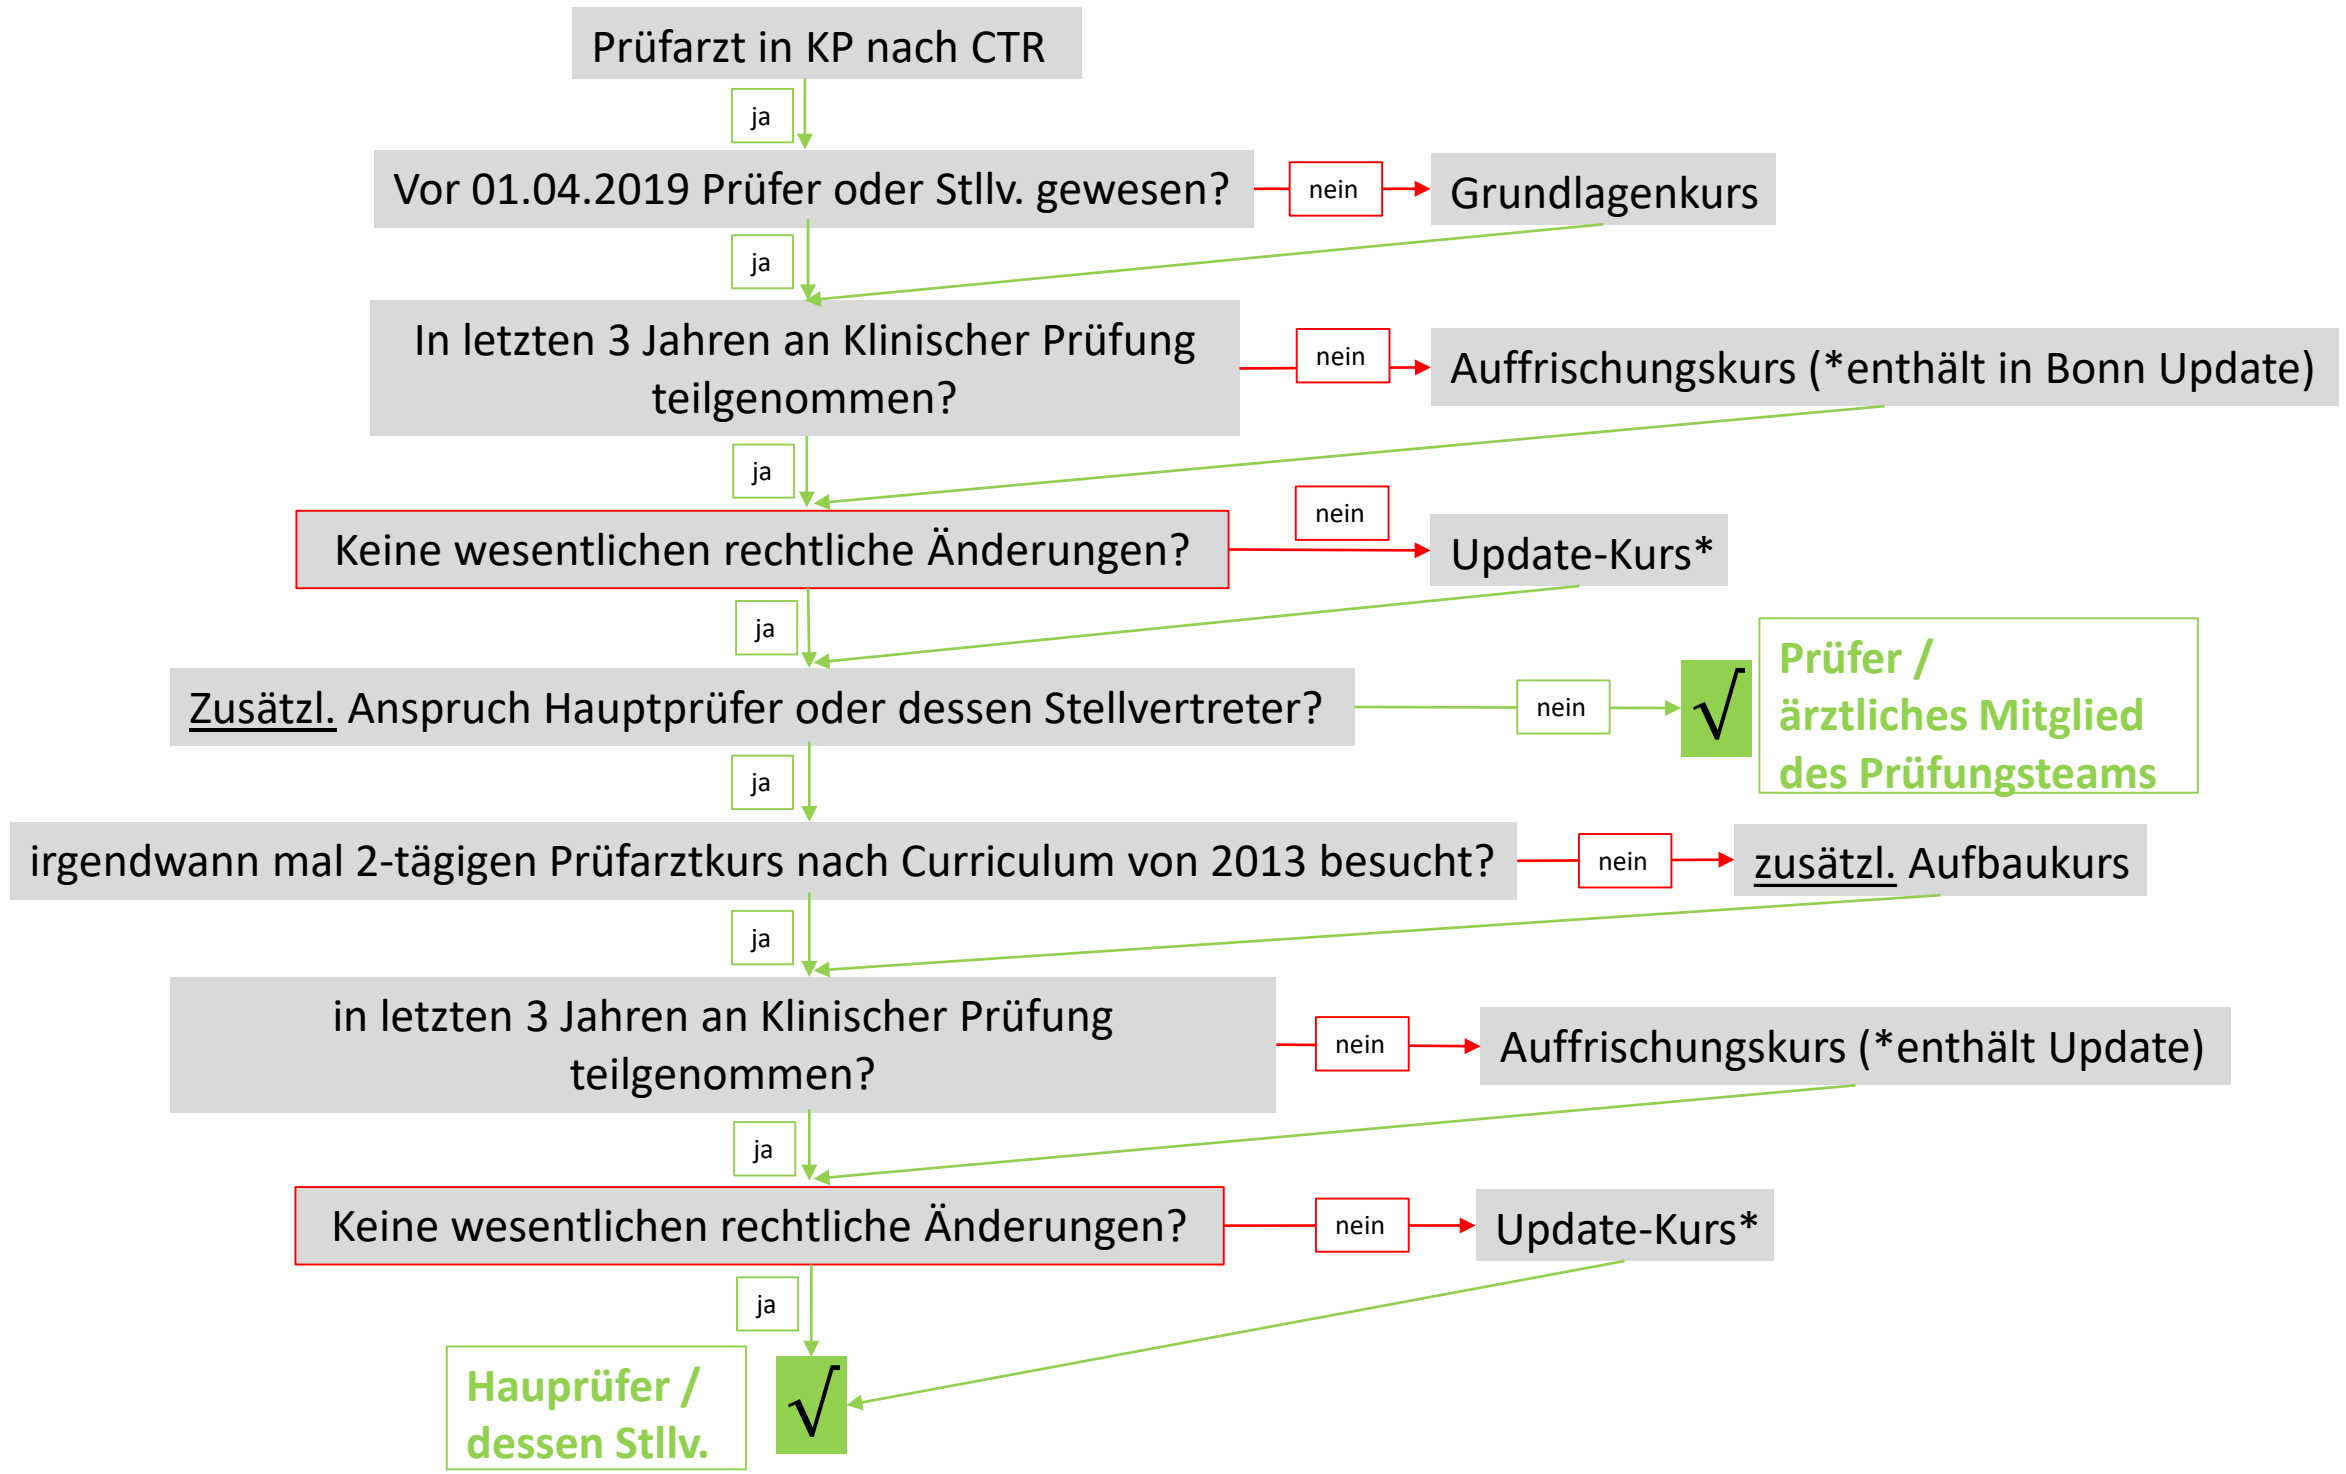 Prüfarzt in KP nach CTR
ja
Vor 01.04.2019 Prüfer oder Stllv. gewesen?
nein
Grundlagenkurs
ja
In letzten 3 Jahren an Klinischer Prüfung
teilgenommen?
nein
Auffrischungskurs (*enthält in Bonn Update)
ja
nein
Keine wesentlichen rechtliche Änderungen?
Update-Kurs*
ja
Zusätzl. Anspruch Hauptprüfer oder dessen Stellvertreter?
nein
√
Prüfer /
ärztliches Mitglied
des Prüfungsteams
ja
irgendwann mal 2-tägigen Prüfarztkurs nach Curriculum von 2013 besucht?
nein
zusätzl. Aufbaukurs
ja
in letzten 3 Jahren an Klinischer Prüfung
teilgenommen?
nein
Auffrischungskurs (*enthält Update)
ja
Keine wesentlichen rechtliche Änderungen?
nein
Update-Kurs*
ja
Hauprüfer /
dessen Stllv.
√